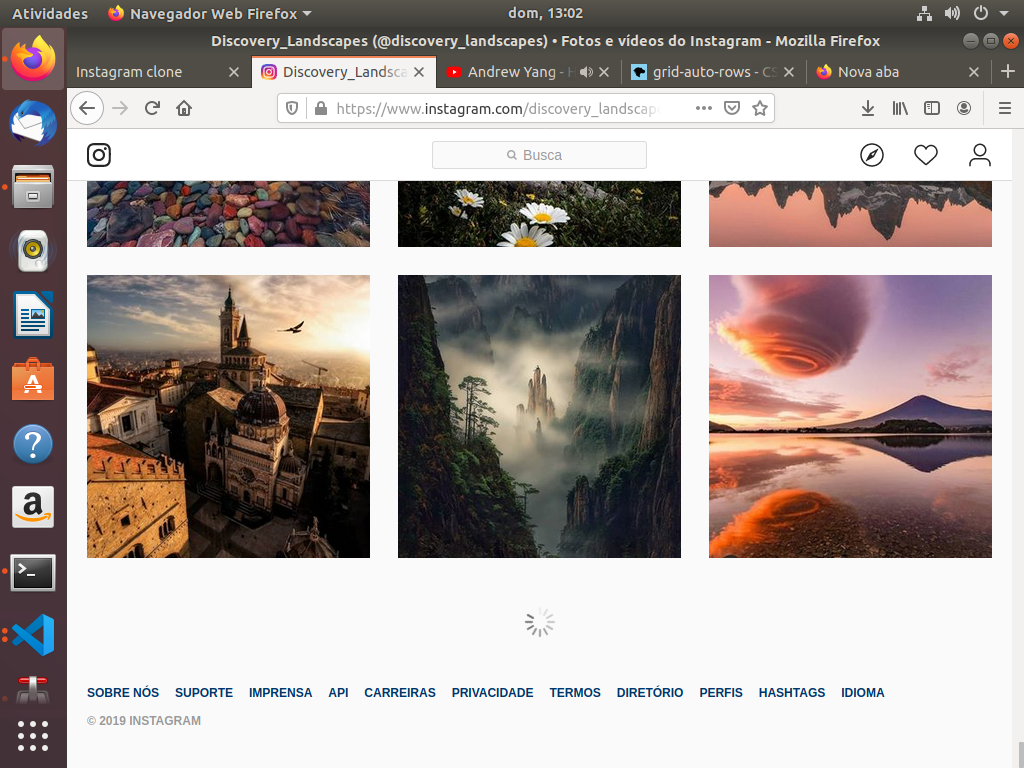 Atividades Navegador Web Firefox dom, 13:02
Discovery_Landscapes (@discovery_landscapes) • Fotos e vídeos do Instagram - Mozilla Firefox
Instagram clone Discovery_Landsca Andrew Yang - H grid-auto-rows - CS Nova aba
https://www.instagram.com/discovery_landscape
Busca
SOBRE NÓS SUPORTE IMPRENSA API CARREIRAS PRIVACIDADE TERMOS DIRETÓRIO PERFIS HASHTAGS IDIOMA
© 2019 INSTAGRAM